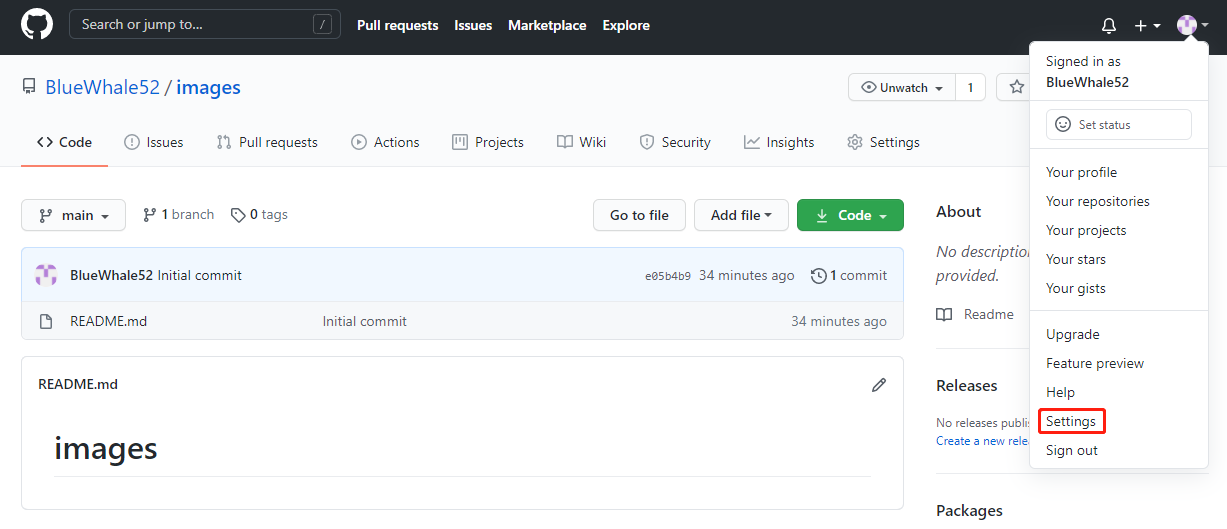 Search or jump to... /
Pull requests Issues Marketplace Explore
Signed in as
BlueWhale52
Set status
Your profile
Your repositories
Your projects
Your stars
Your gists
Upgrade
Feature preview
Help
Settings
Sign out
BlueWhale52 / images
Unwatch 1
Code Issues Pull requests Actions Projects Wiki Security Insights Settings
main 1 branch 0 tags
Go to file Add file Code
BlueWhale52 Initial commit e05b4b9 34 minutes ago 1 commit
README.md Initial commit 34 minutes ago
README.md
images
About
No description
provided.
Readme
Releases
No releases
Create a new
Packages